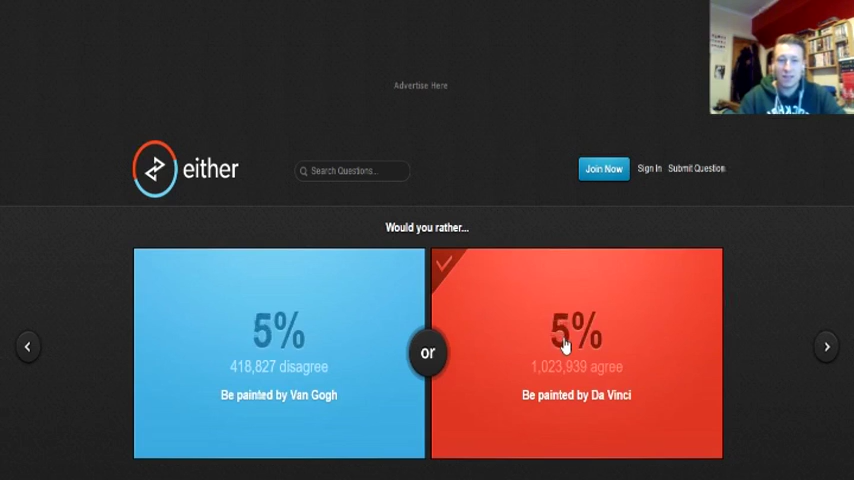 Advertise Here
either
Search Questions...
Join Now
Sign In
Submit Question
Would you rather...
5%
418,827 disagree
Be painted by Van Gogh
or
5%
1,023,939 agree
Be painted by Da Vinci